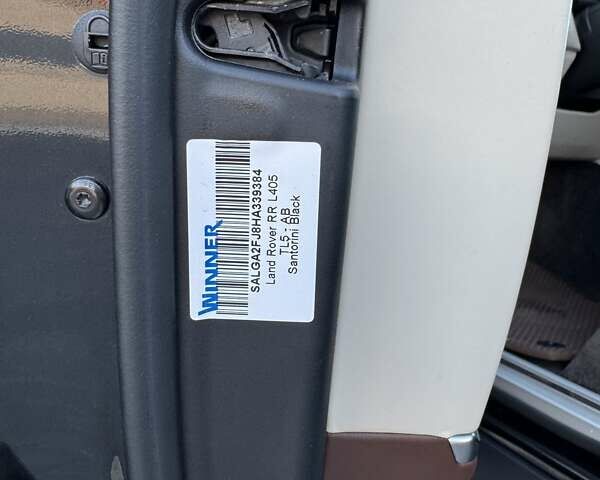 WINNER
SALGA2FJ8HA339384
Land Rover RR L405
TL5 - AB
Santorini Black